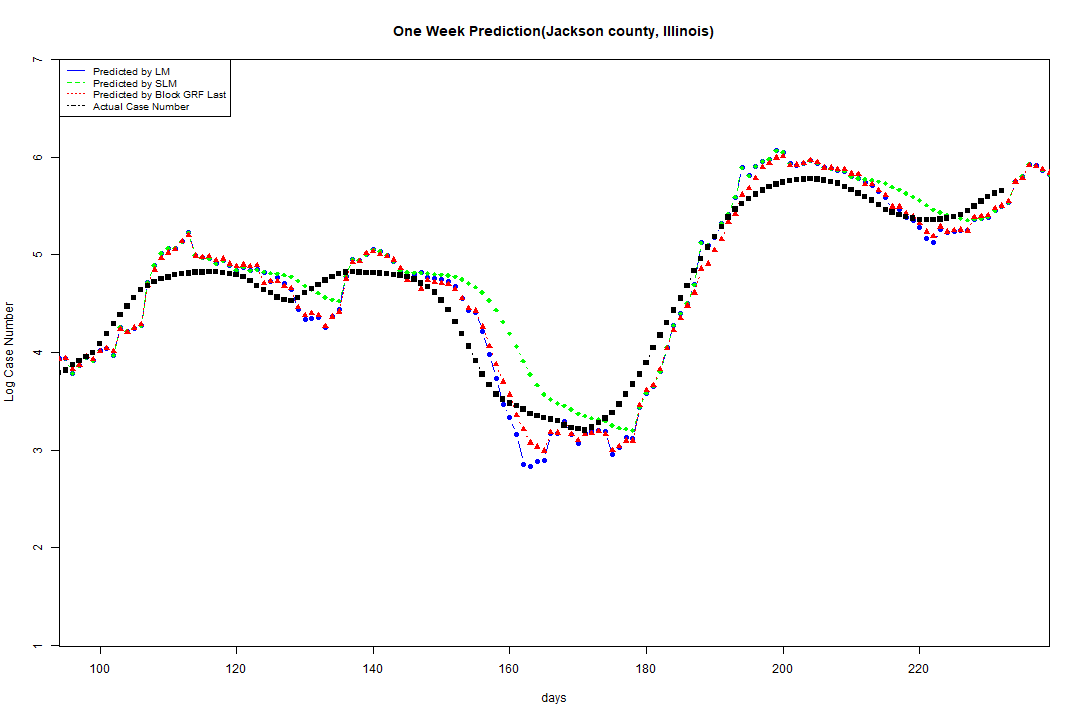 One Week Prediction(Jackson county, Illinois)
Predicted by LM
Predicted by SLM
Predicted by Block GRF Last
Actual Case Number
7
6
5
4
3
2
1
Log Case Number
100 120 140 160 180 200 220
days